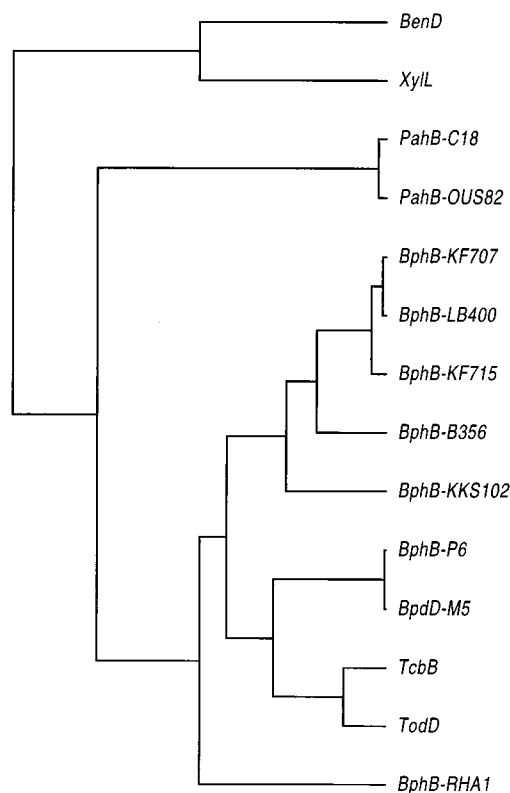 BenD
XylL
PahB-C18
PahB-OUS82
BphB-KF707
BphB-LB400
BphB-KF715
BphB-B356
BphB-KKS102
BphB-P6
BpdD-M5
TcbB
TodD
BphB-RHA1